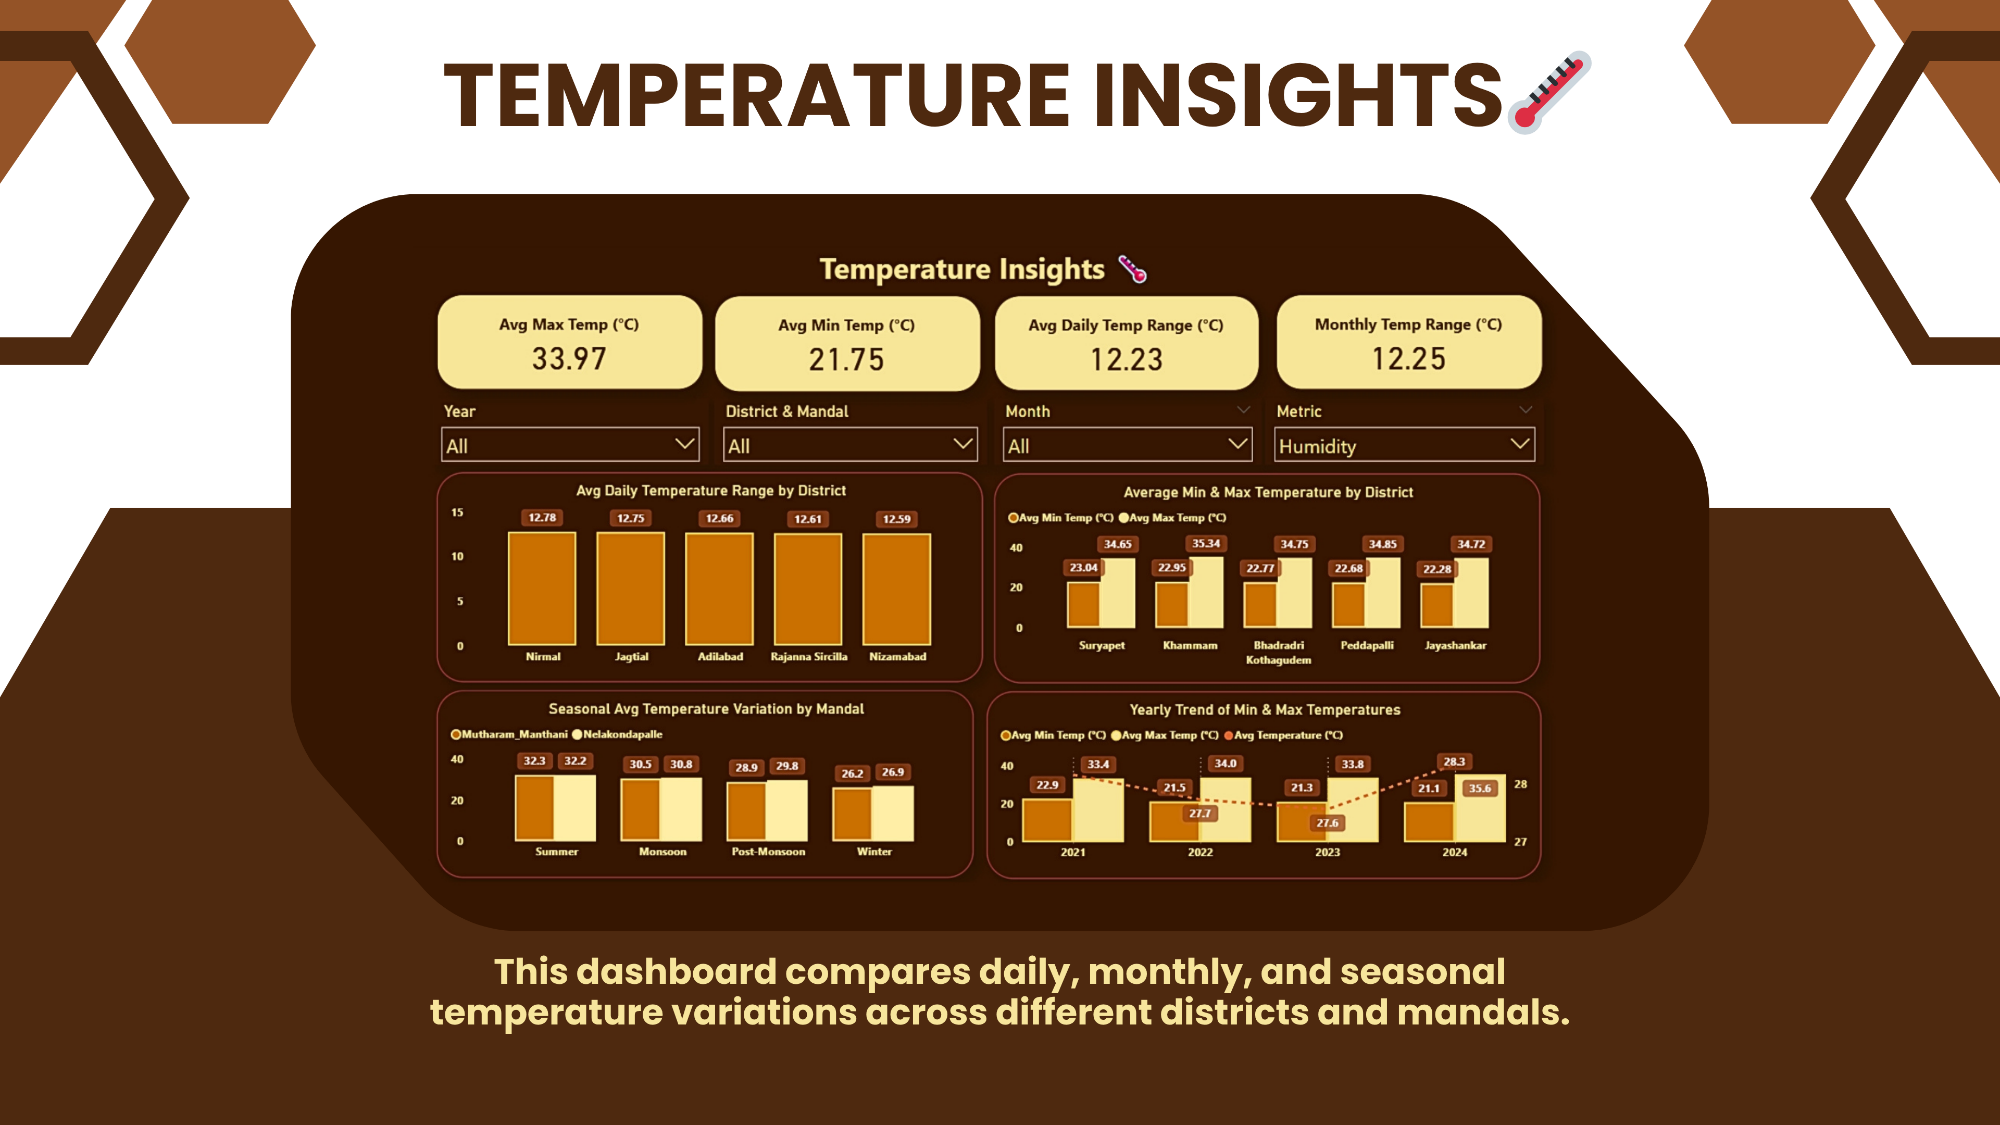 TEMPERATURE INSIGHTS
Temperature Insights
Avg Max Temp (°C)
33.97
Avg Min Temp (°C)
21.75
Avg Daily Temp Range (°C)
12.23
Monthly Temp Range (°C)
12.25
Year
All
District & Mandal
All
Month
All
Metric
Humidity
Avg Daily Temperature Range by District
15
10
5
0
12.78
12.75
12.66
12.61
12.59
Nirmal
Jagtial
Adilabad
Rajanna Sircilla
Nizamabad
Average Min & Max Temperature by District
Avg Min Temp (°C) Avg Max Temp (°C)
40
20
0
23.04
34.65
22.95
35.34
22.77
34.75
22.68
34.85
22.28
34.72
Suryapet
Khammam
Bhadradri
Kothagudem
Peddapalli
Jayashankar
Seasonal Avg Temperature Variation by Mandal
Mutharam_Manthani Nelakondapalle
40
20
0
32.3
32.2
30.5
30.8
28.9
29.8
26.2
26.9
Summer
Monsoon
Post-Monsoon
Winter
Yearly Trend of Min & Max Temperatures
Avg Min Temp (°C) Avg Max Temp (°C) Avg Temperature (°C)
40
20
0
22.9
33.4
21.5
34.0
27.7
21.3
33.8
27.6
21.1
28.3
35.6
28
27
2021
2022
2023
2024
This dashboard compares daily, monthly, and seasonal
temperature variations across different districts and mandals.